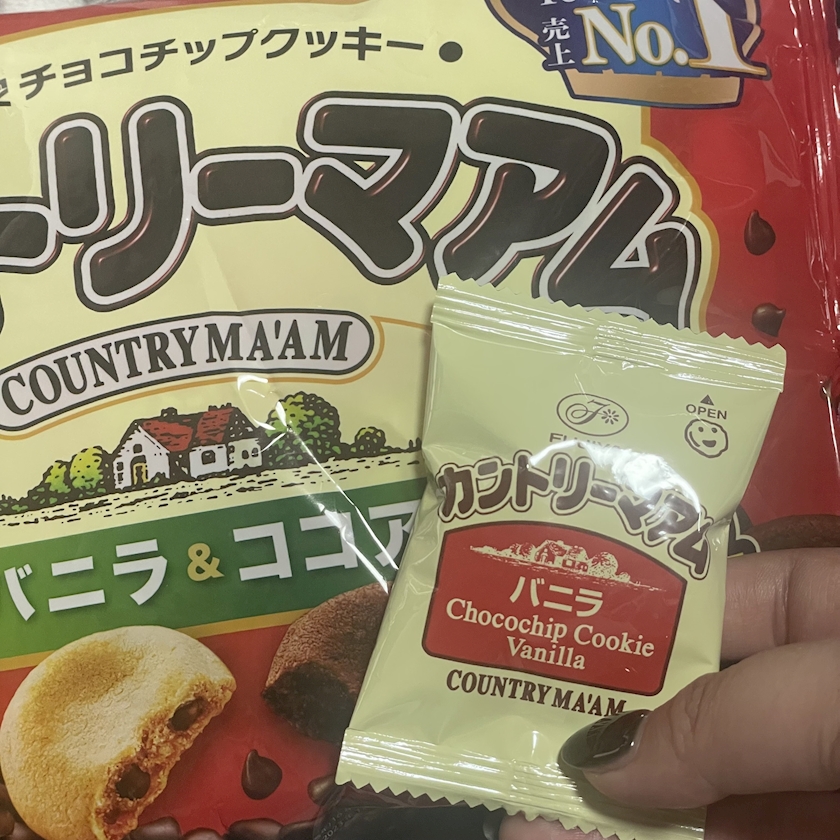 チョコチップクッキー
売上
No.1
トリーマアム
COUNTRY MA'AM
バニラ & ココア
OPEN
カントリーマアム
バニラ
Chocochip Cookie
Vanilla
COUNTRY MA'AM